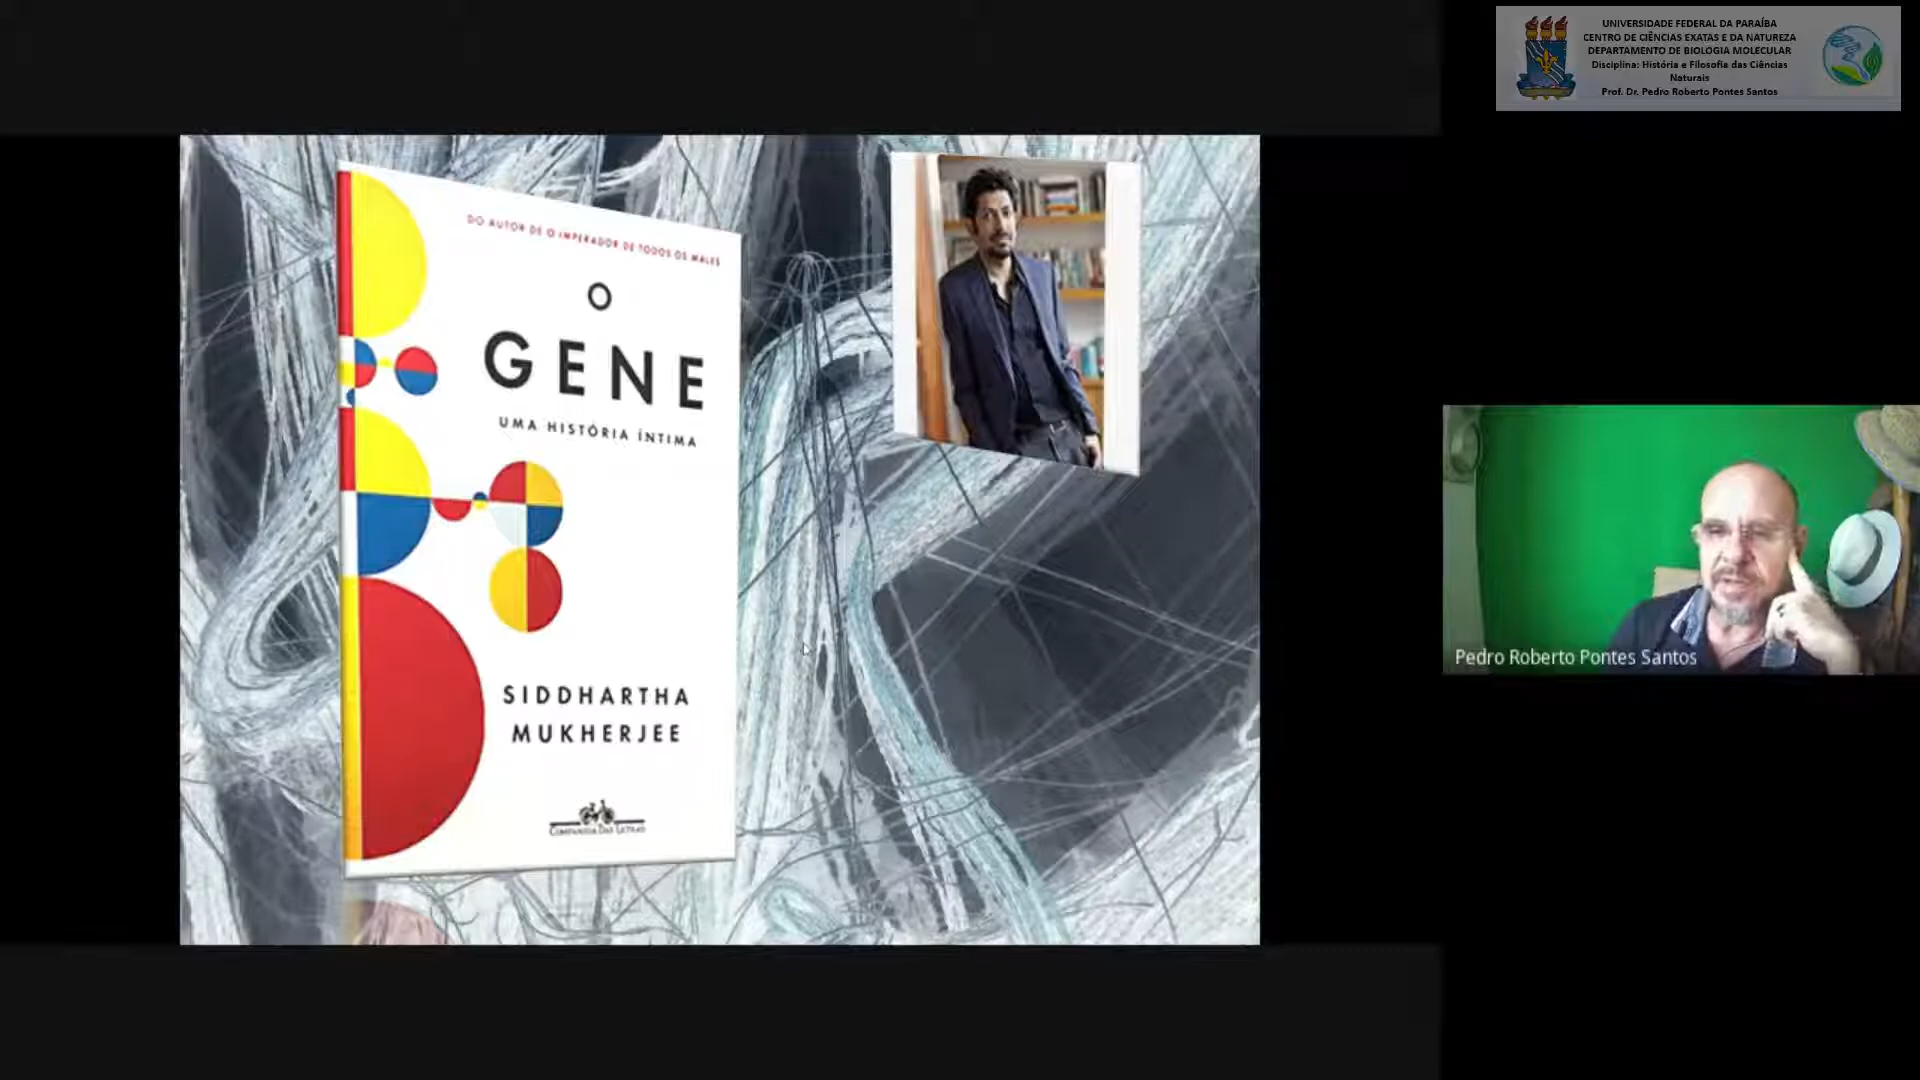 UNIVERSIDADE FEDERAL DA PARAÍBA
CENTRO DE CIÊNCIAS EXATAS E DA NATUREZA
DEPARTAMENTO DE BIOLOGIA MOLECULAR
Disciplina: História e Filosofia das Ciências
Naturais
Prof. Dr. Pedro Roberto Pontes Santos
DO AUTOR DE O IMPERADOR DE TODOS OS MALES
O
GENE
UMA HISTÓRIA ÍNTIMA
SIDDHARTHA
MUKHERJEE
COMPANHIA DAS LETRAS
Pedro Roberto Pontes Santos